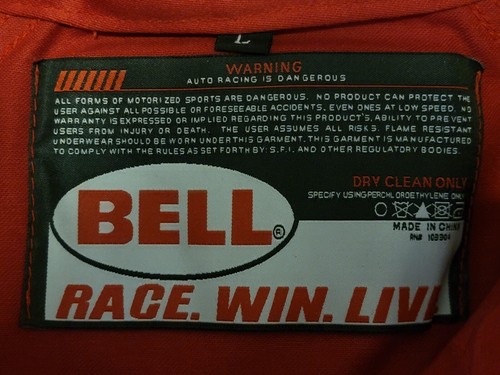 L
WARNING
AUTO RACING IS DANGEROUS
ALL FORMS OF MOTORIZED SPORTS ARE DANGEROUS. NO PRODUCT CAN PROTECT THE
USER AGAINST ALL POSSIBLE OR FORESEEABLE ACCIDENTS, EVEN ONES AT LOW SPEED. NO
WARRANTY IS EXPRESSED OR IMPLIED REGARDING THIS PRODUCT'S, ABILITY TO PREVENT
USERS FROM INJURY OR DEATH. THE USER ASSUMES ALL RISKS. FLAME RESISTANT
UNDERWEAR SHOULD BE WORN UNDER THIS GARMENT, THIS GARMENT IS MANUFACTURED
TO COMPLY WITH THE RULES AS SET FORTH BY: S.F.I. AND OTHER REGULATORY BODIES.
DRY CLEAN ONLY
SPECIFY USING PERCHLOROETHYLENE ONLY
MADE IN CHINA
BELL®
RACE. WIN. LIV